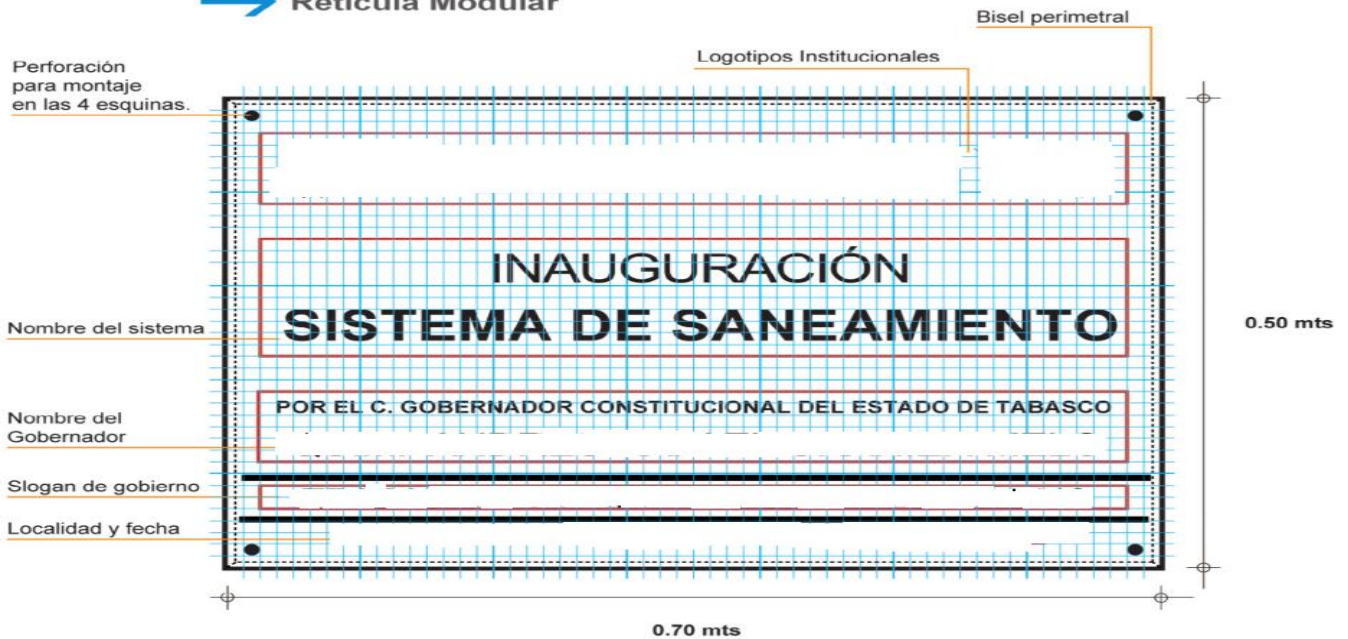 Retícula Modular
Bisel perimetral
Logotipos Institucionales
Perforación
para montaje
en las 4 esquinas.
INAUGURACIÓN
SISTEMA DE SANEAMIENTO
Nombre del sistema
0.50 mts
POR EL C. GOBERNADOR CONSTITUCIONAL DEL ESTADO DE TABASCO
Nombre del
Gobernador
Slogan de gobierno
Localidad y fecha
0.70 mts